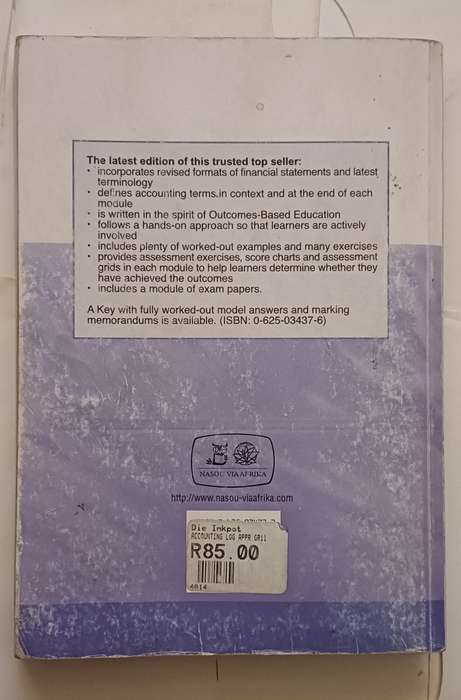 The latest edition of this trusted top seller:
• incorporates revised formats of financial statements and latest
terminology
• defines accounting terms.in context and at the end of each
module
• is written in the spirit of Outcomes-Based Education
• follows a hands-on approach so that learners are actively
involved
• includes plenty of worked-out examples and many exercises
• provides assessment exercises, score charts and assessment
grids in each module to help learners determine whether they
have achieved the outcomes
• includes a module of exam papers.
A Key with fully worked-out model answers and marking
memorandums is available. (ISBN: 0-625-03437-6)
NASOU VIA AFRIKA
http://www.nasou-viaafrika.com
Die Inkpot
ACCOUNTING LOG APPR GR11
R85.00
4814